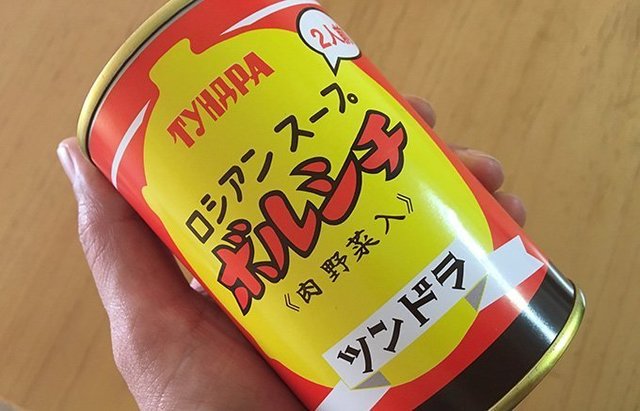 2人前
ТУНДРА
ロシアン スープ
ボルシチ
《肉野菜入》
ツンドラ